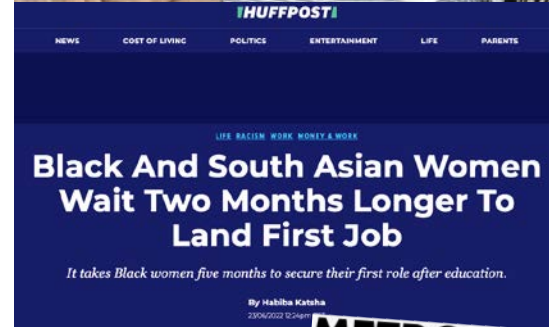 HUFFPOST
NEWS COST OF LIVING POLITICS ENTERTAINMENT LIFE PARENTS
LIFE RACISM WORK MONEY & WORK
Black And South Asian Women
Wait Two Months Longer To
Land First Job
It takes Black women five months to secure their first role after education.
By Habiba Katsha
23/06/2022 12:24pm